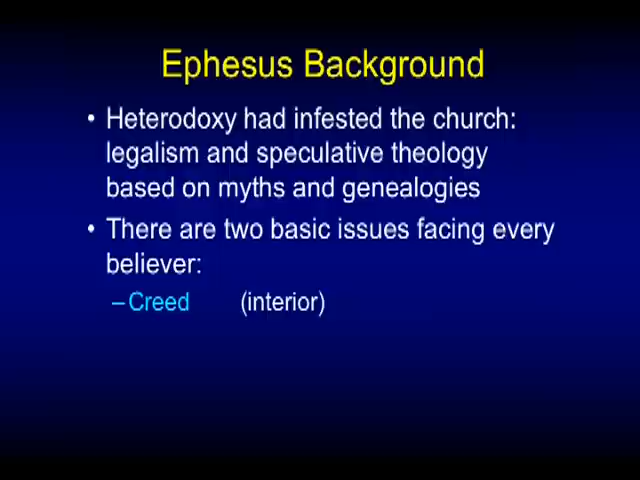 Ephesus Background
• Heterodoxy had infested the church:
legalism and speculative theology
based on myths and genealogies
• There are two basic issues facing every
believer:
–Creed (interior)